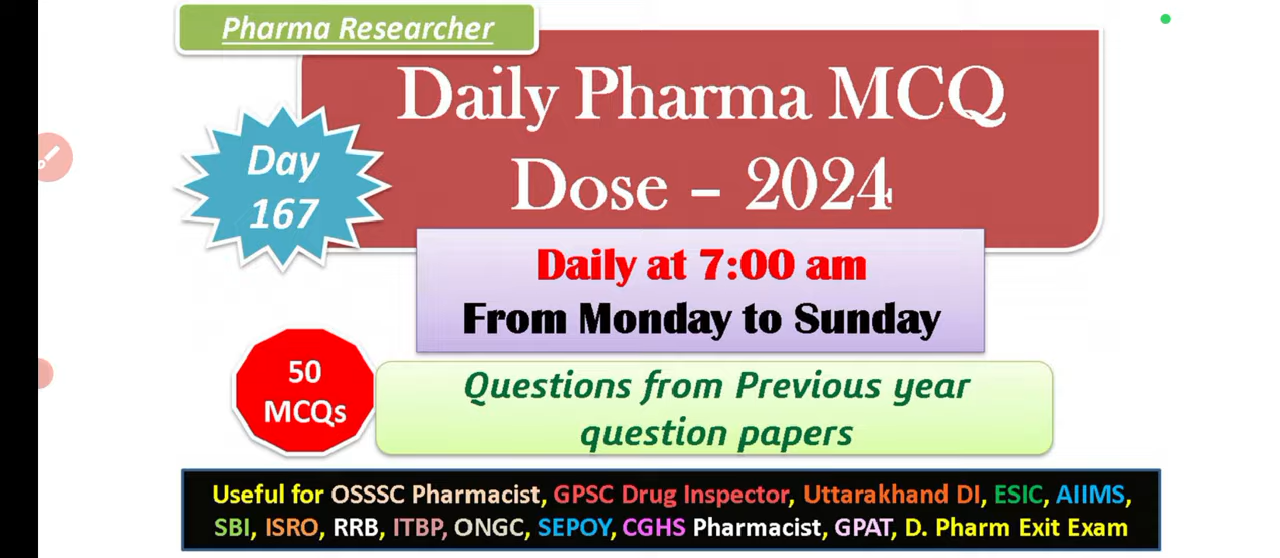 Pharma Researcher
Daily Pharma MCQ
Dose – 2024
Day
167
Daily at 7:00 am
From Monday to Sunday
50
MCQs
Questions from Previous year
question papers
Useful for OSSSC Pharmacist, GPSC Drug Inspector, Uttarakhand DI, ESIC, AIIMS,
SBI, ISRO, RRB, ITBP, ONGC, SEPOY, CGHS Pharmacist, GPAT, D. Pharm Exit Exam